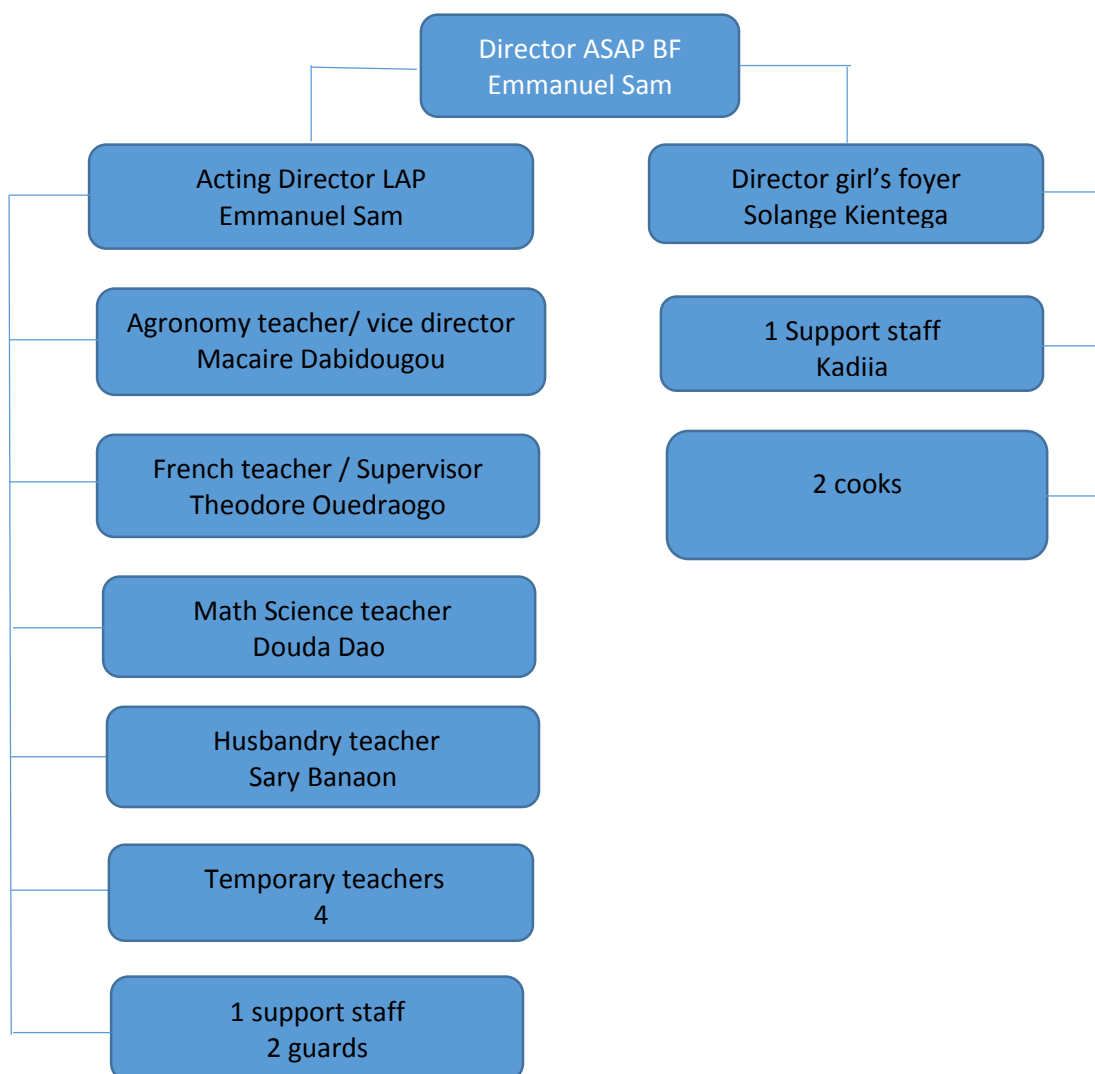 Director ASAP BF
Emmanuel Sam
Acting Director LAP
Emmanuel Sam
Director girl's foyer
Solange Kientega
Agronomy teacher/ vice director
Macaire Dabidougou
1 Support staff
Kadiia
French teacher / Supervisor
Theodore Ouedraogo
2 cooks
Math Science teacher
Douda Dao
Husbandry teacher
Sary Banaon
Temporary teachers
4
1 support staff
2 guards